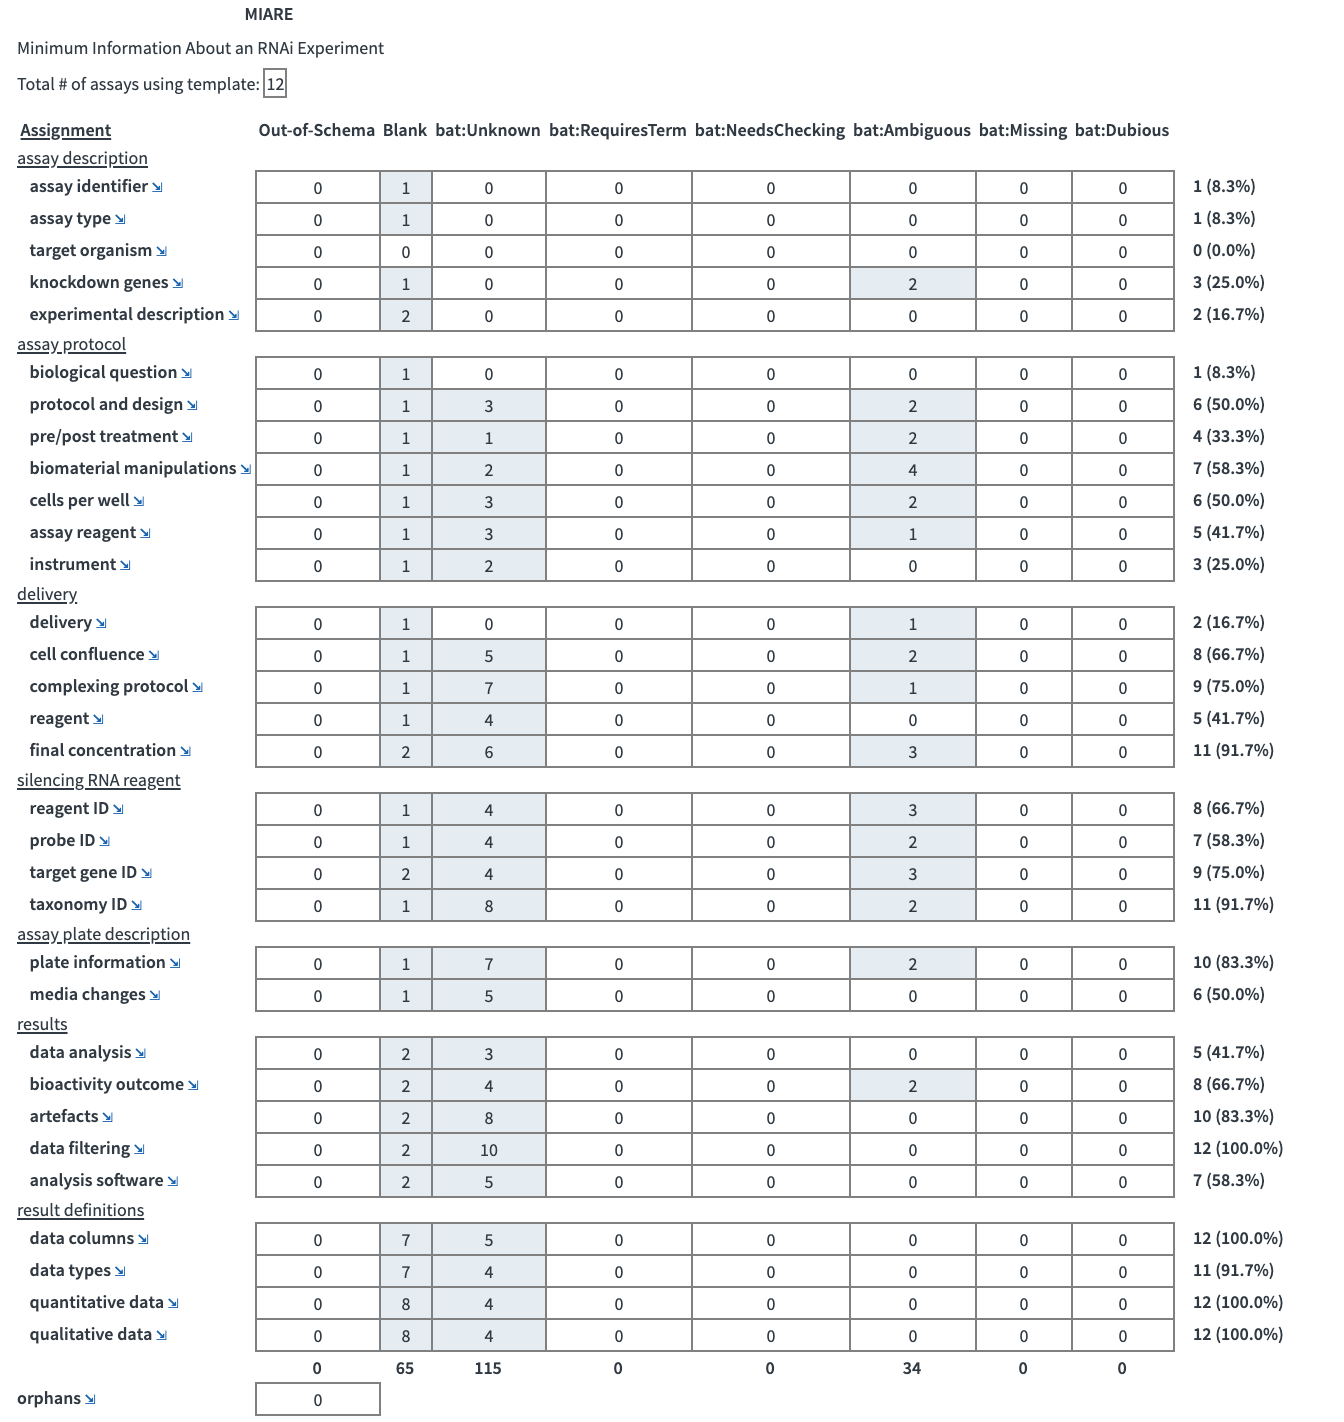 MIARE
Minimum Information About an RNAi Experiment
Total # of assays using template: 12
Assignment Out-of-Schema Blank bat:Unknown bat:RequiresTerm bat:NeedsChecking bat:Ambiguous bat:Missing bat:Dubious
assay description
assay identifier 0 1 0 0 0 0 0 0 1 (8.3%)
assay type 0 1 0 0 0 0 0 0 1 (8.3%)
target organism 0 0 0 0 0 0 0 0 0 (0.0%)
knockdown genes 0 1 0 0 0 2 0 0 3 (25.0%)
experimental description 0 2 0 0 0 0 0 0 2 (16.7%)
assay protocol
biological question 0 1 0 0 0 0 0 0 1 (8.3%)
protocol and design 0 1 3 0 0 2 0 0 6 (50.0%)
pre/post treatment 0 1 1 0 0 2 0 0 4 (33.3%)
biomaterial manipulations 0 1 2 0 0 4 0 0 7 (58.3%)
cells per well 0 1 3 0 0 2 0 0 6 (50.0%)
assay reagent 0 1 3 0 0 1 0 0 5 (41.7%)
instrument 0 1 2 0 0 0 0 0 3 (25.0%)
delivery
delivery 0 1 0 0 0 1 0 0 2 (16.7%)
cell confluence 0 1 5 0 0 2 0 0 8 (66.7%)
complexing protocol 0 1 7 0 0 1 0 0 9 (75.0%)
reagent 0 1 4 0 0 0 0 0 5 (41.7%)
final concentration 0 2 6 0 0 3 0 0 11 (91.7%)
silencing RNA reagent
reagent ID 0 1 4 0 0 3 0 0 8 (66.7%)
probe ID 0 1 4 0 0 2 0 0 7 (58.3%)
target gene ID 0 2 4 0 0 3 0 0 9 (75.0%)
taxonomy ID 0 1 8 0 0 2 0 0 11 (91.7%)
assay plate description
plate information 0 1 7 0 0 2 0 0 10 (83.3%)
media changes 0 1 5 0 0 0 0 0 6 (50.0%)
results
data analysis 0 2 3 0 0 0 0 0 5 (41.7%)
bioactivity outcome 0 2 4 0 0 2 0 0 8 (66.7%)
artefacts 0 2 8 0 0 0 0 0 10 (83.3%)
data filtering 0 2 10 0 0 0 0 0 12 (100.0%)
analysis software 0 2 5 0 0 0 0 0 7 (58.3%)
result definitions
data columns 0 7 5 0 0 0 0 0 12 (100.0%)
data types 0 7 4 0 0 0 0 0 11 (91.7%)
quantitative data 0 8 4 0 0 0 0 0 12 (100.0%)
qualitative data 0 8 4 0 0 0 0 0 12 (100.0%)
0 65 115 0 0 34 0 0
orphans 0